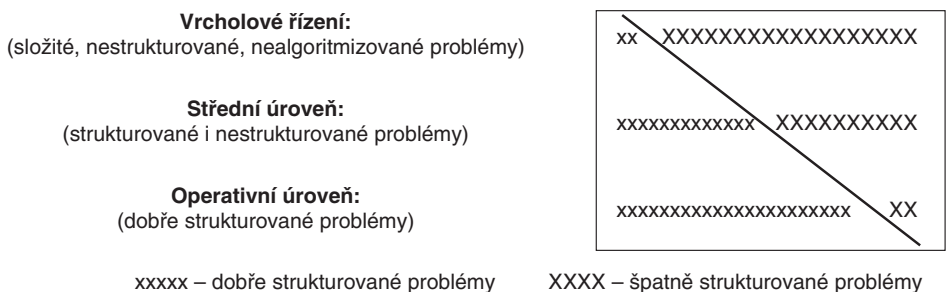 Vrcholové řízení:
(složité, nestrukturované, nealgoritmizované problémy)
xx XXXXXXXXXXXXXXXXXX
Střední úroveň:
(strukturované i nestrukturované problémy)
xxxxxxxxxxxxx XXXXXXXXXX
Operativní úroveň:
(dobře strukturované problémy)
xxxxxxxxxxxxxxxxxxxxxx XX
xxxxx – dobře strukturované problémy XXXX – špatně strukturované problémy